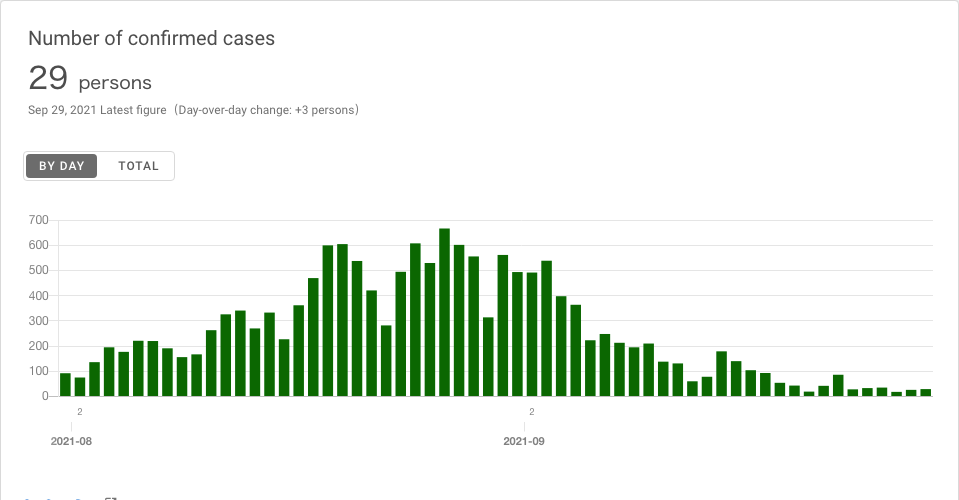 Number of confirmed cases
29 persons
Sep 29, 2021 Latest figure（Day-over-day change: +3 persons）
BY DAY TOTAL
700
600
500
400
300
200
100
0
2 2
2021-08 2021-09